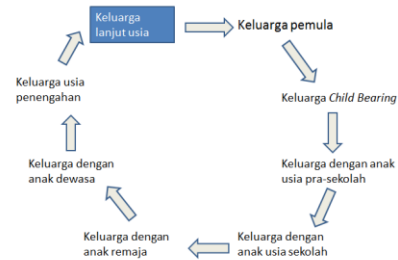 Keluarga
lanjut usia
Keluarga pemula
Keluarga Child Bearing
Keluarga dengan anak
usia pra-sekolah
Keluarga dengan
anak usia sekolah
Keluarga dengan
anak remaja
Keluarga dengan
anak dewasa
Keluarga usia
penengahan